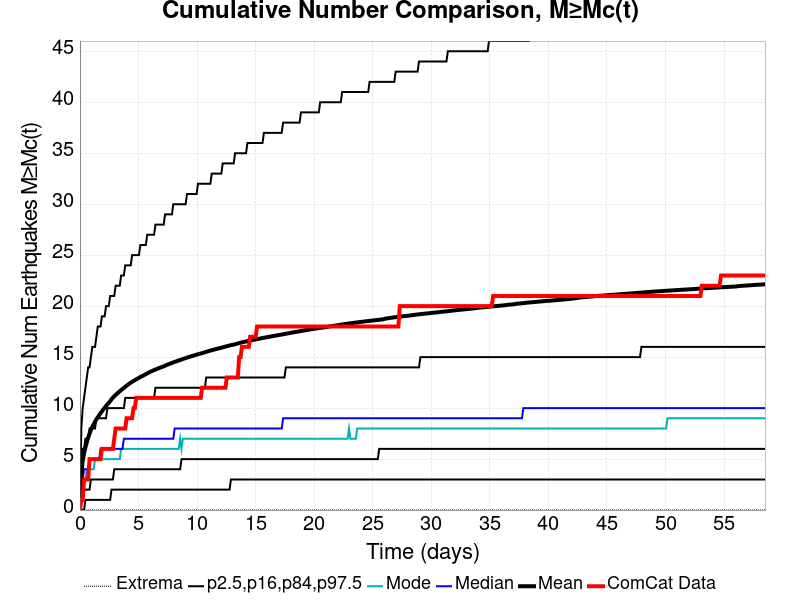 Cumulative Number Comparison, M≥Mc(t)
Cumulative Num Earthquakes M≥Mc(t)
45
40
35
30
25
20
15
10
5
0
0 5 10 15 20 25 30 35 40 45 50 55
Time (days)
Extrema p2.5,p16,p84,p97.5 Mode Median Mean ComCat Data